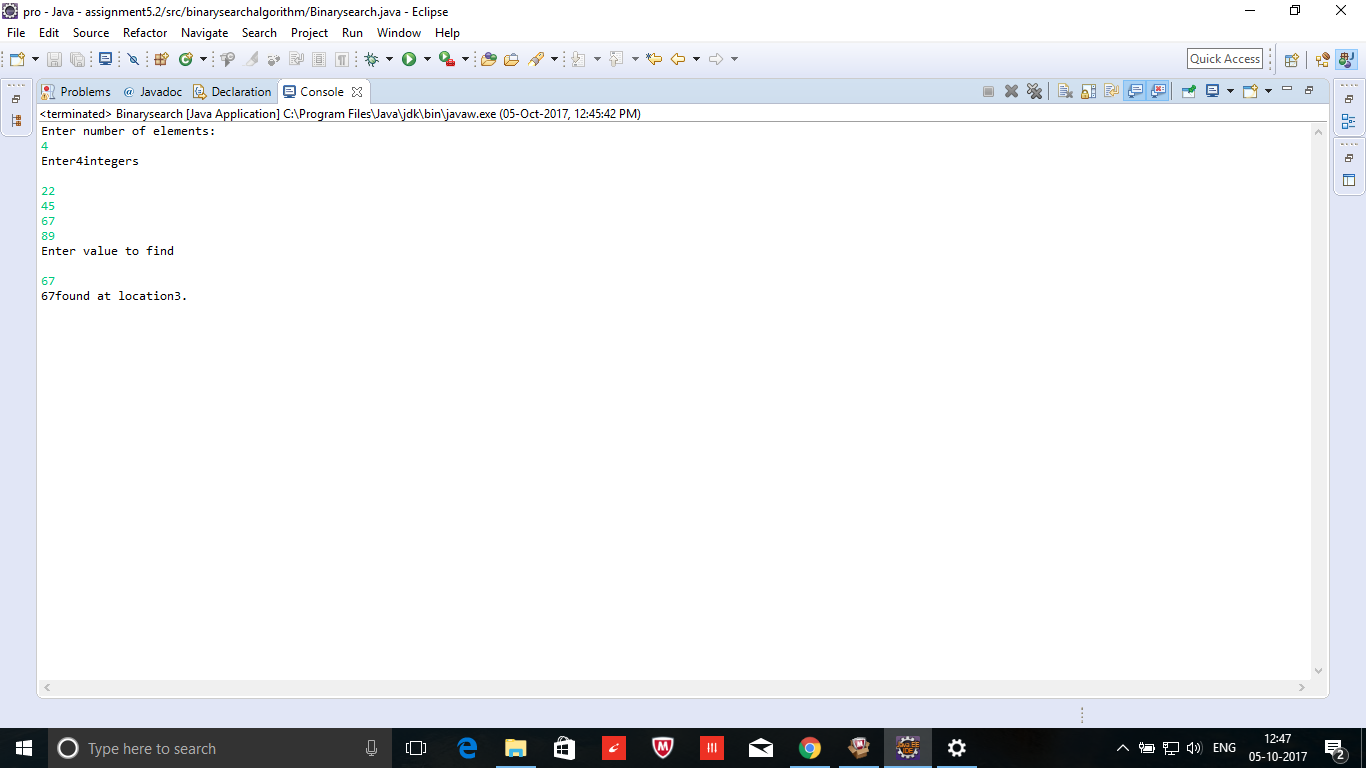 pro - Java - assignment5.2/src/binarysearchalgorithm/Binarysearch.java - Eclipse
File Edit Source Refactor Navigate Search Project Run Window Help
Quick Access
Problems @ Javadoc Declaration Console
<terminated> Binarysearch [Java Application] C:\Program Files\Java\jdk\bin\javaw.exe (05-Oct-2017, 12:45:42 PM)
Enter number of elements:
4
Enter4integers
22
45
67
89
Enter value to find
67
67found at location3.
Type here to search
ENG
12:47
05-10-2017
2